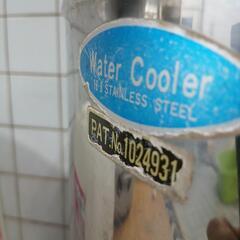 Water Cooler
18 8 STAINLESS STEEL
PAT.No.1024931